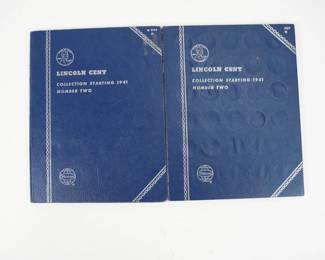 LINCOLN CENT
COLLECTION STARTING 1941
NUMBER TWO
LINCOLN CENT
COLLECTION STARTING 1941
NUMBER TWO